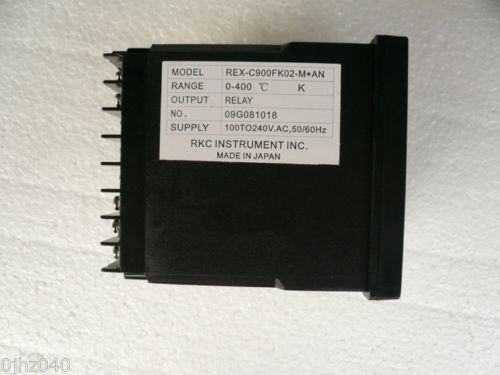 MODEL REX-C900FK02-M*AN
RANGE 0-400 ℃ K
OUTPUT RELAY
NO. 09G081018
SUPPLY 100TO240V.AC,50/60Hz
RKC INSTRUMENT INC.
MADE IN JAPAN
0jhz040